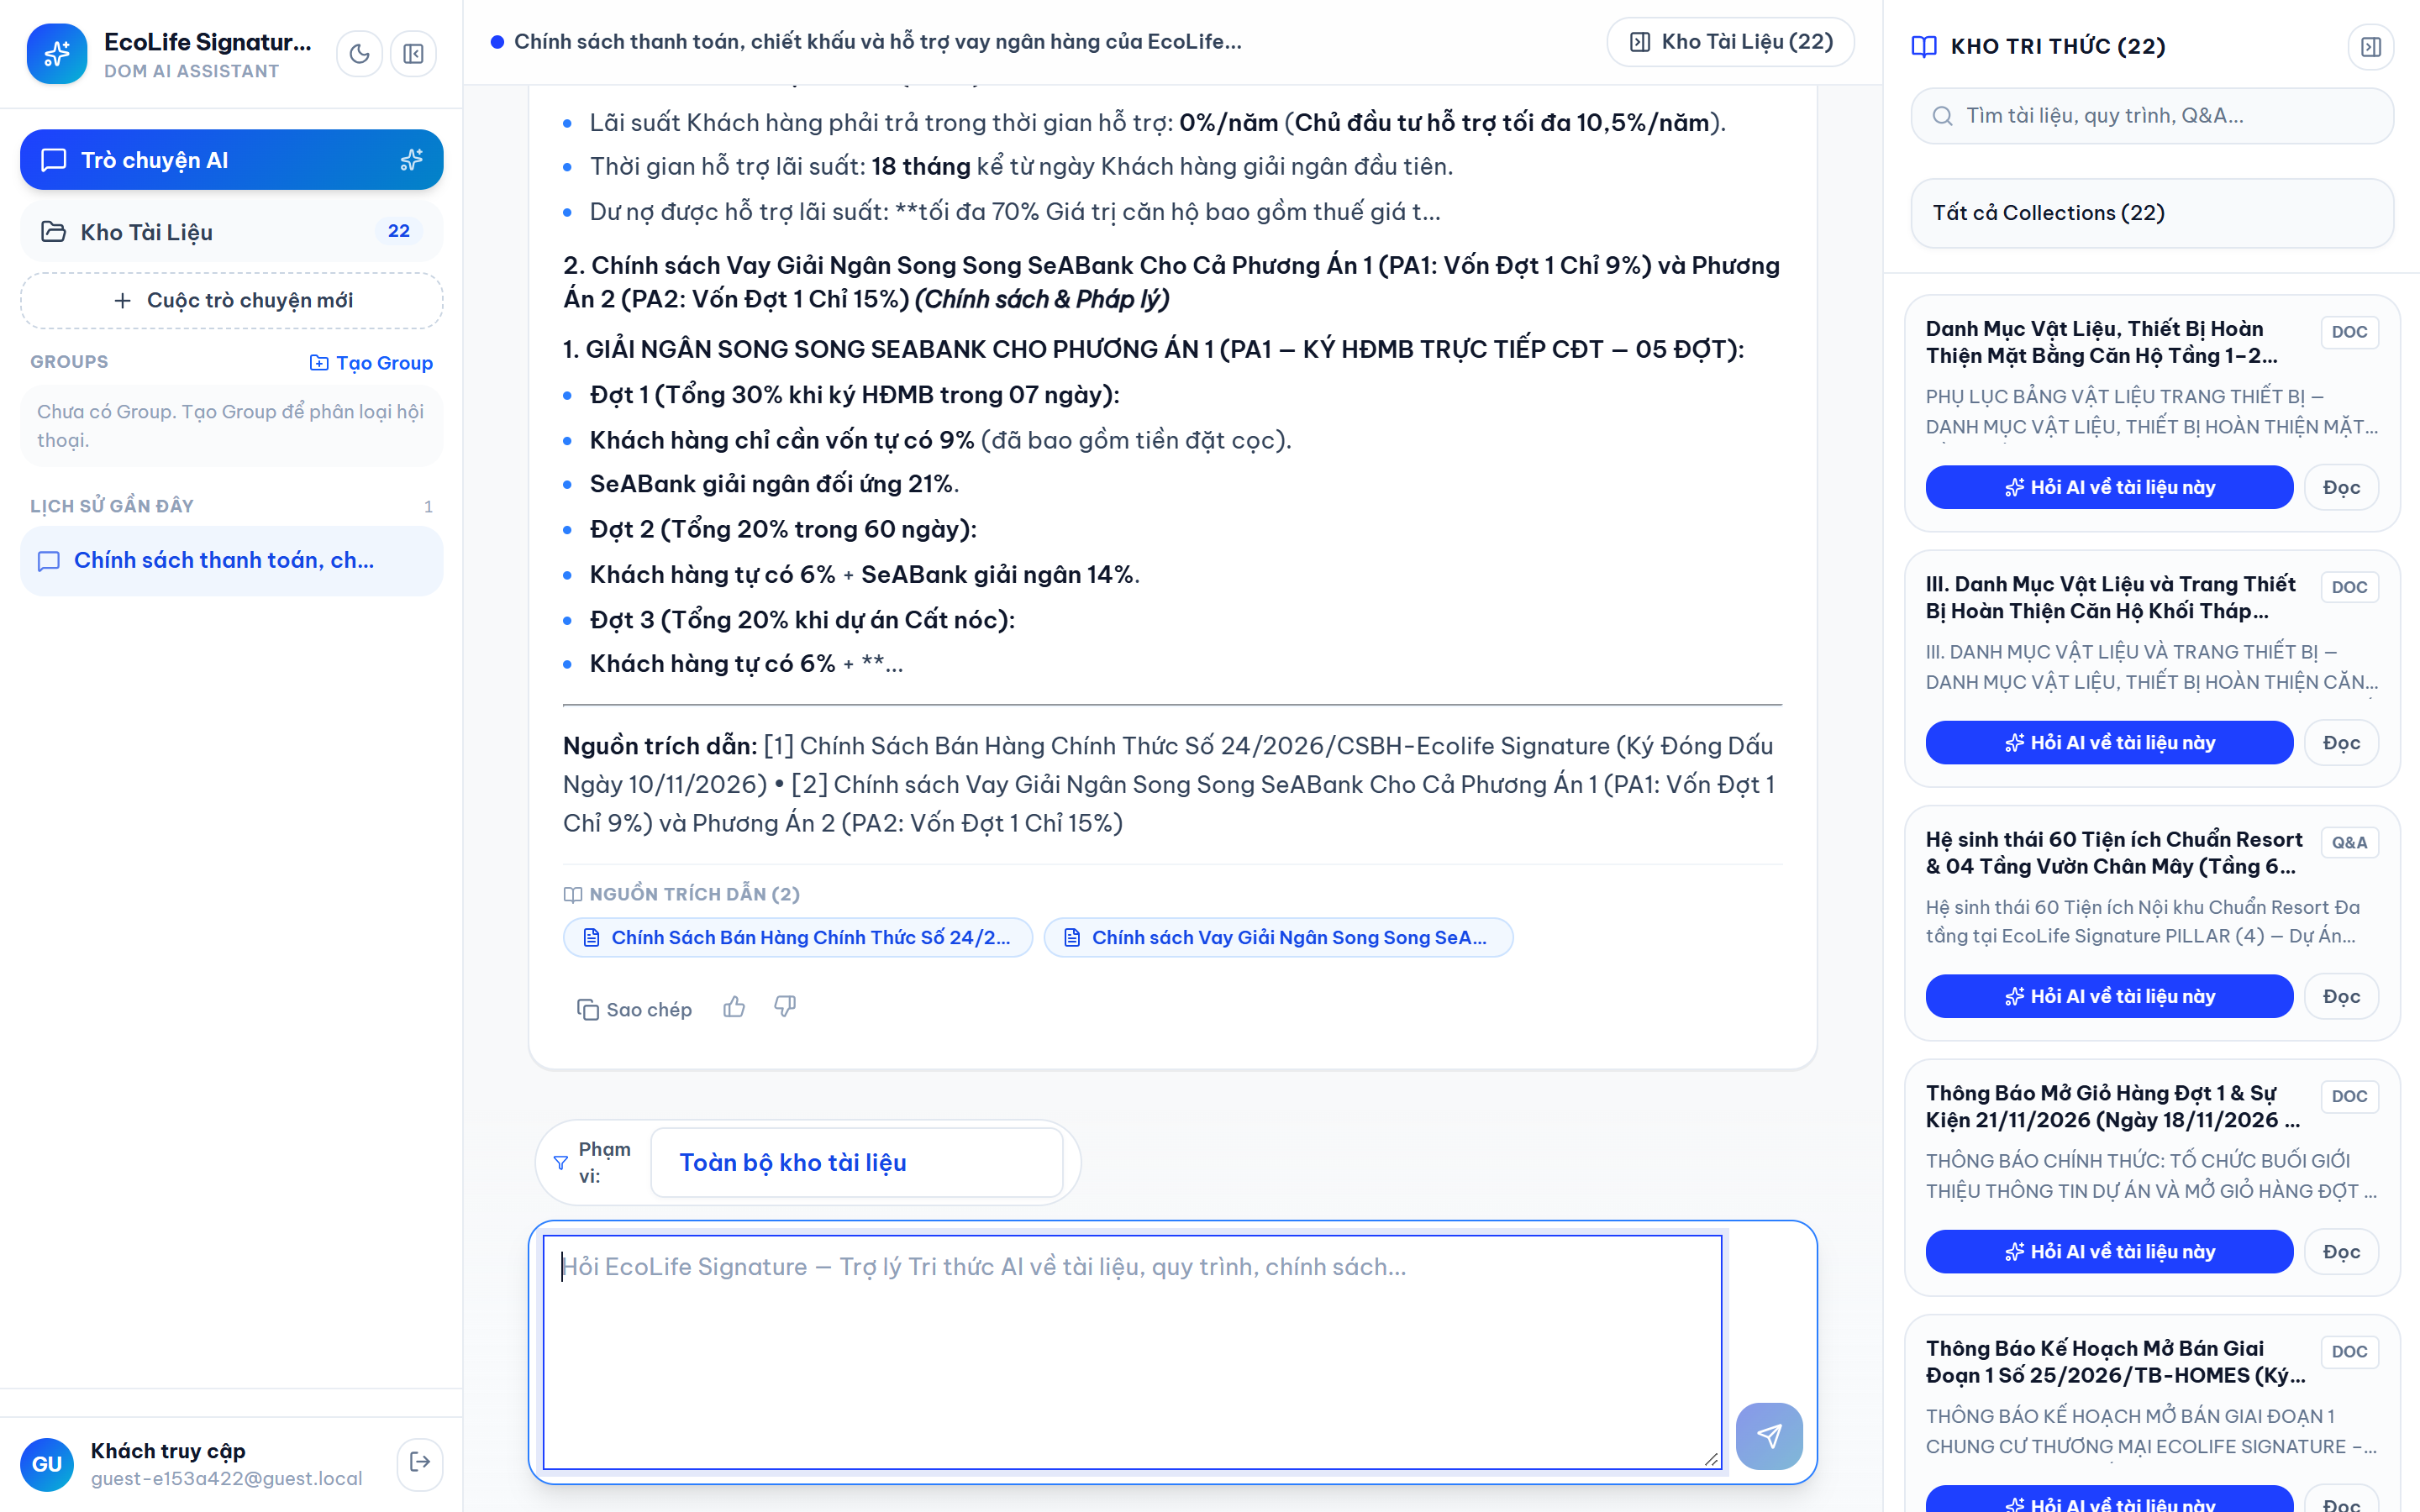 EcoLife Signatur...
DOM AI ASSISTANT
Trò chuyện AI
Kho Tài Liệu
22
Cuộc trò chuyện mới
GROUPS
Tạo Group
Chưa có Group. Tạo Group để phân loại hội
thoại.
LỊCH SỬ GẦN ĐÂY
1
Chính sách thanh toán, ch...
GU
Khách truy cập
guest-e153a422@guest.local
Chính sách thanh toán, chiết khấu và hỗ trợ vay ngân hàng của EcoLife...
Kho Tài Liệu (22)
Lãi suất Khách hàng phải trả trong thời gian hỗ trợ: 0%/năm (Chủ đầu tư hỗ trợ tối đa 10,5%/năm).
Thời gian hỗ trợ lãi suất: 18 tháng kể từ ngày Khách hàng giải ngân đầu tiên.
Dư nợ được hỗ trợ lãi suất: **tối đa 70% Giá trị căn hộ bao gồm thuế giá t...
2. Chính sách Vay Giải Ngân Song Song SeABank Cho Cả Phương Án 1 (PA1: Vốn Đợt 1 Chỉ 9%) và Phương
Án 2 (PA2: Vốn Đợt 1 Chỉ 15%) (Chính sách & Pháp lý)
1. GIẢI NGÂN SONG SONG SEABANK CHO PHƯƠNG ÁN 1 (PA1 — KÝ HĐMB TRỰC TIẾP CĐT — 05 ĐỢT):
Đợt 1 (Tổng 30% khi ký HĐMB trong 07 ngày):
Khách hàng chỉ cần vốn tự có 9% (đã bao gồm tiền đặt cọc).
SeABank giải ngân đối ứng 21%.
Đợt 2 (Tổng 20% trong 60 ngày):
Khách hàng tự có 6% + SeABank giải ngân 14%.
Đợt 3 (Tổng 20% khi dự án Cất nóc):
Khách hàng tự có 6% + **...
Nguồn trích dẫn: [1] Chính Sách Bán Hàng Chính Thức Số 24/2026/CSBH-Ecolife Signature (Ký Đóng Dấu
Ngày 10/11/2026) • [2] Chính sách Vay Giải Ngân Song Song SeABank Cho Cả Phương Án 1 (PA1: Vốn Đợt 1
Chỉ 9%) và Phương Án 2 (PA2: Vốn Đợt 1 Chỉ 15%)
NGUỒN TRÍCH DẪN (2)
Chính Sách Bán Hàng Chính Thức Số 24/2...
Chính sách Vay Giải Ngân Song Song SeA...
Sao chép
Phạm
vi:
Toàn bộ kho tài liệu
Hỏi EcoLife Signature — Trợ lý Tri thức AI về tài liệu, quy trình, chính sách...
KHO TRI THỨC (22)
Tìm tài liệu, quy trình, Q&A...
Tất cả Collections (22)
Danh Mục Vật Liệu, Thiết Bị Hoàn
Thiện Mặt Bằng Căn Hộ Tầng 1-2...
DOC
PHỤ LỤC BẢNG VẬT LIỆU TRANG THIẾT BỊ —
DANH MỤC VẬT LIỆU, THIẾT BỊ HOÀN THIỆN MẶT...
Hỏi AI về tài liệu này
Đọc
III. Danh Mục Vật Liệu và Trang Thiết
Bị Hoàn Thiện Căn Hộ Khối Tháp...
DOC
III. DANH MỤC VẬT LIỆU VÀ TRANG THIẾT BỊ —
DANH MỤC VẬT LIỆU, THIẾT BỊ HOÀN THIỆN CĂN...
Hỏi AI về tài liệu này
Đọc
Hệ sinh thái 60 Tiện ích Chuẩn Resort
& 04 Tầng Vườn Chân Mây (Tầng 6...
Q&A
Hệ sinh thái 60 Tiện ích Nội khu Chuẩn Resort Đa
tầng tại EcoLife Signature PILLAR (4) — Dự Án...
Hỏi AI về tài liệu này
Đọc
Thông Báo Mở Giỏ Hàng Đợt 1 & Sự
Kiện 21/11/2026 (Ngày 18/11/2026 ...
DOC
THÔNG BÁO CHÍNH THỨC: TỔ CHỨC BUỔI GIỚI
THIỆU THÔNG TIN DỰ ÁN VÀ MỞ GIỎ HÀNG ĐỢT ...
Hỏi AI về tài liệu này
Đọc
Thông Báo Kế Hoạch Mở Bán Giai
Đoạn 1 Số 25/2026/TB-HOMES (Ký...
DOC
THÔNG BÁO KẾ HOẠCH MỞ BÁN GIAI ĐOẠN 1
CHUNG CƯ THƯƠNG MẠI ECOLIFE SIGNATURE –...
Hỏi AI về tài liệu này
Đọc